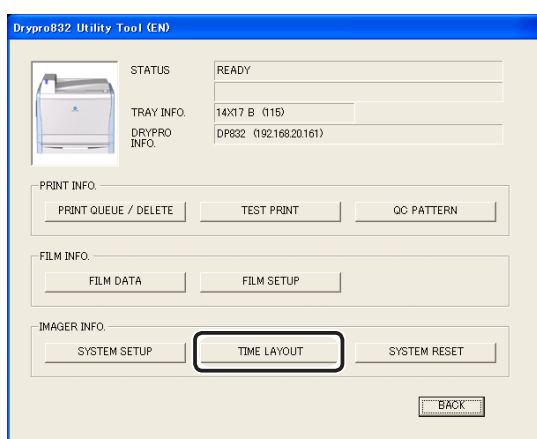 Drypro832 Utility Tool (EN)
STATUS READY
TRAY INFO. 14X17 B (115)
DRYPRO INFO. DP832 (192.168.20.161)
PRINT INFO.
PRINT QUEUE / DELETE TEST PRINT QC PATTERN
FILM INFO.
FILM DATA FILM SETUP
IMAGER INFO.
SYSTEM SETUP TIME LAYOUT SYSTEM RESET
BACK